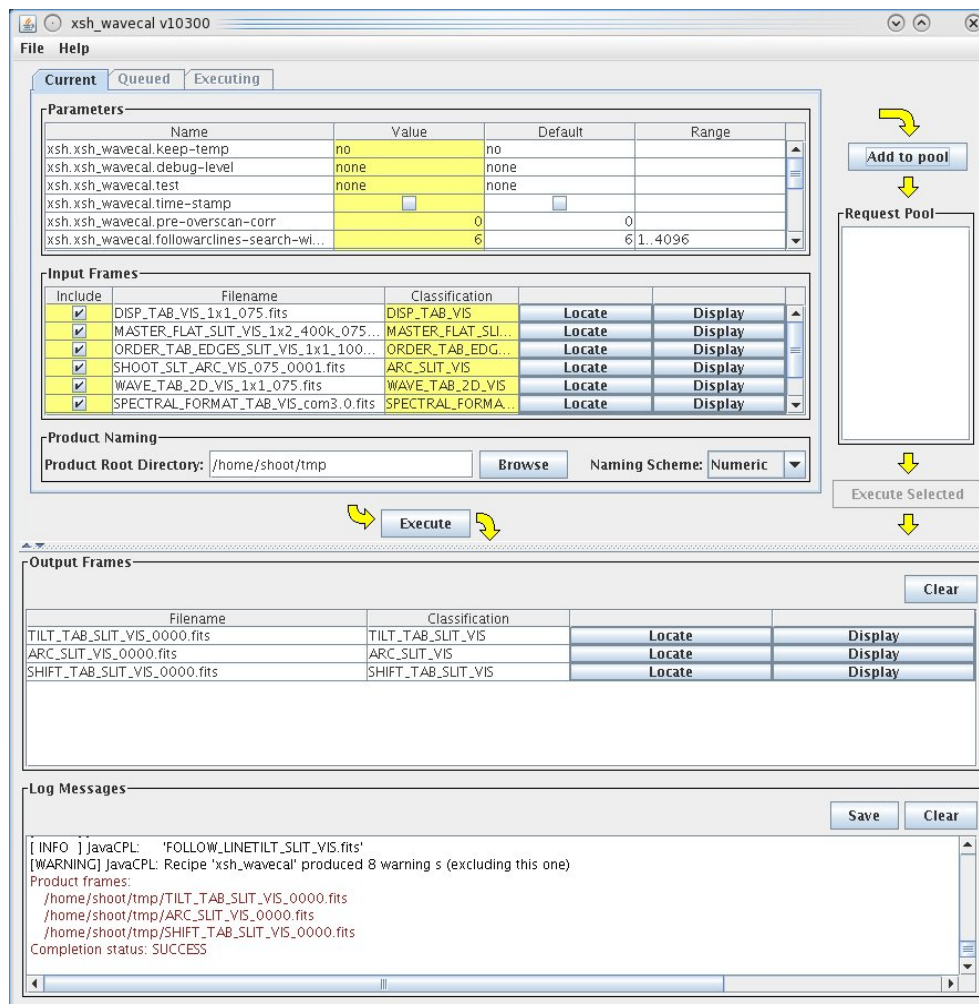 xsh_wavecal v10300
File Help
Current Queued Executing
Parameters
Name Value Default Range
xsh.xsh_wavecal.keep-temp no no
xsh.xsh_wavecal.debug-level none none
xsh.xsh_wavecal.test none none
xsh.xsh_wavecal.time-stamp
xsh.xsh_wavecal.pre-overscan-corr 0 0
xsh.xsh_wavecal.followarclines-search-wi... 6 6 1..4096
Add to pool
Request Pool
Input Frames
Include Filename Classification
DISP_TAB_VIS_1x1_075.fits DISP_TAB_VIS Locate Display
MASTER_FLAT_SLIT_VIS_1x2_400k_075... MASTER_FLAT_SLI... Locate Display
ORDER_TAB_EDGES_SLIT_VIS_1x1_100... ORDER_TAB_EDG... Locate Display
SHOOT_SLT_ARC_VIS_075_0001.fits ARC_SLIT_VIS Locate Display
WAVE_TAB_2D_VIS_1x1_075.fits WAVE_TAB_2D_VIS Locate Display
SPECTRAL_FORMAT_TAB_VIS_com3.0.fits SPECTRAL_FORMA... Locate Display
Product Naming
Product Root Directory: /home/shoot/tmp Browse Naming Scheme: Numeric
Execute Selected
Execute
Output Frames
Clear
Filename Classification
TILT_TAB_SLIT_VIS_0000.fits TILT_TAB_SLIT_VIS Locate Display
ARC_SLIT_VIS_0000.fits ARC_SLIT_VIS Locate Display
SHIFT_TAB_SLIT_VIS_0000.fits SHIFT_TAB_SLIT_VIS Locate Display
Log Messages
Save Clear
[ INFO ] JavaCPL: 'FOLLOW_LINETILT_SLIT_VIS.fits'
[WARNING] JavaCPL: Recipe 'xsh_wavecal' produced 8 warning s (excluding this one)
Product frames:
/home/shoot/tmp/TILT_TAB_SLIT_VIS_0000.fits
/home/shoot/tmp/ARC_SLIT_VIS_0000.fits
/home/shoot/tmp/SHIFT_TAB_SLIT_VIS_0000.fits
Completion status: SUCCESS